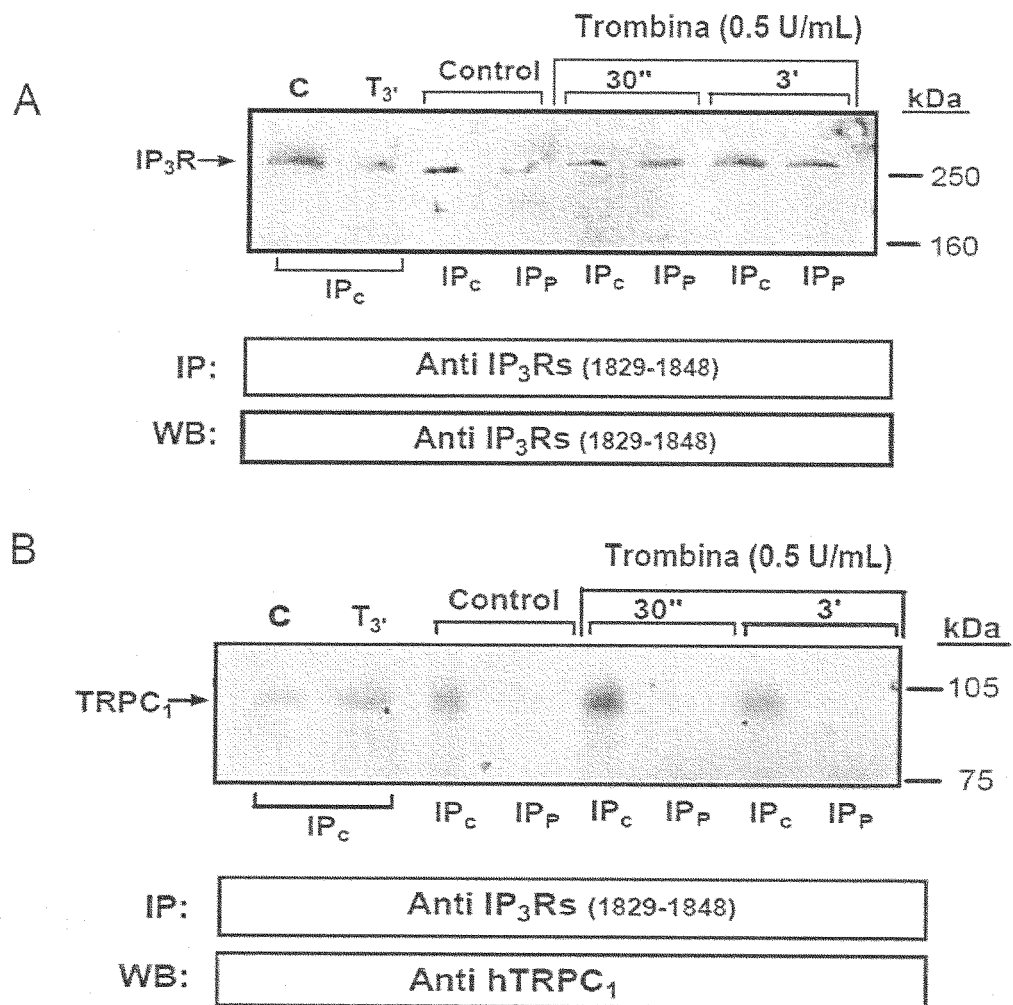 A
Trombina (0.5 U/mL)
C T3' Control 30" 3' kDa
IP3R
250
160
IPc IPc IPP IPc IPP IPc IPP
IP: Anti IP3Rs (1829-1848)
WB: Anti IP3Rs (1829-1848)
B
Trombina (0.5 U/mL)
C T3' Control 30" 3' kDa
TRPC1
105
75
IPc IPc IPP IPc IPP IPc IPP
IP: Anti IP3Rs (1829-1848)
WB: Anti hTRPC1